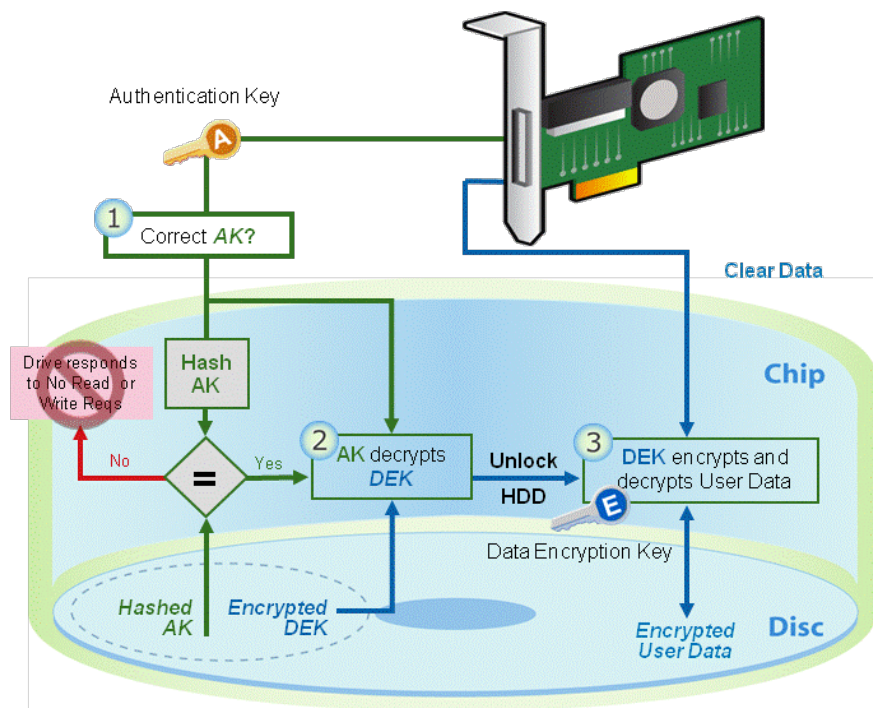 Authentication Key
A
1
Correct AK?
Clear Data
Drive responds
to No Read or
Write Reqs
Hash
AK
Chip
2
AK decrypts
DEK
Unlock
HDD
3
DEK encrypts and
decrypts User Data
No
=
Yes
E
Data Encryption Key
Hashed
AK
Encrypted
DEK
Encrypted
User Data
Disc